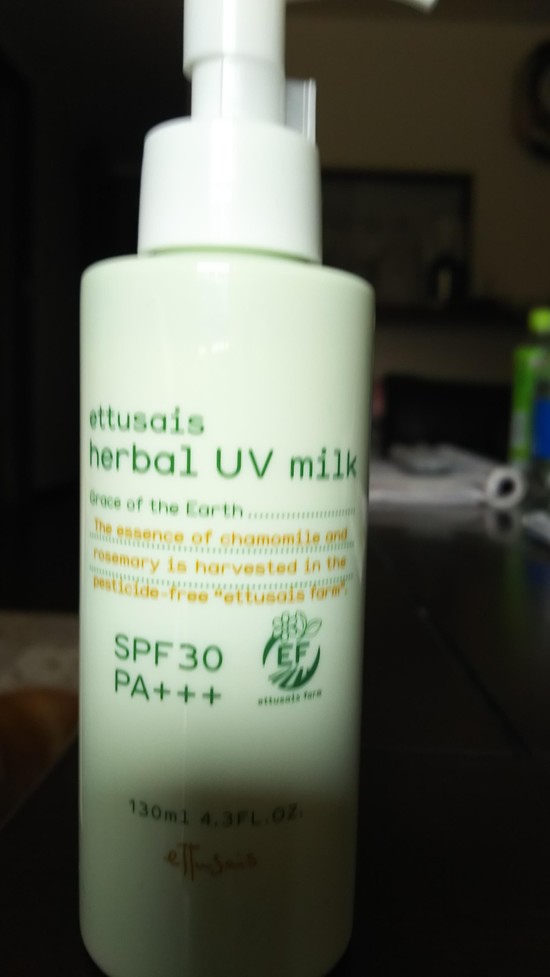 ettusais
herbal UV milk
Grace of the Earth
The essence of chamomile and
rosemary is harvested in the
pesticide-free "ettusais farm".
SPF30
PA+++
EF
ettusais farm
130ml 4.3FL.OZ.
ettusais